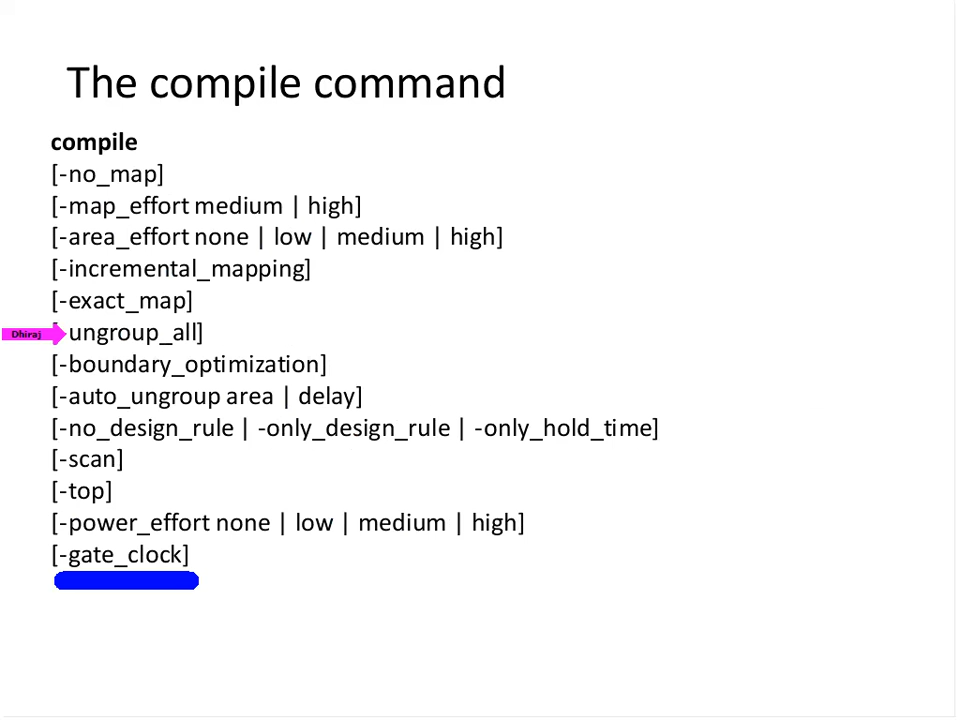 The compile command
compile
[-no_map]
[-map_effort medium | high]
[-area_effort none | low | medium | high]
[-incremental_mapping]
[-exact_map]
Dhiraj
[-ungroup_all]
[-boundary_optimization]
[-auto_ungroup area | delay]
[-no_design_rule | -only_design_rule | -only_hold_time]
[-scan]
[-top]
[-power_effort none | low | medium | high]
[-gate_clock]